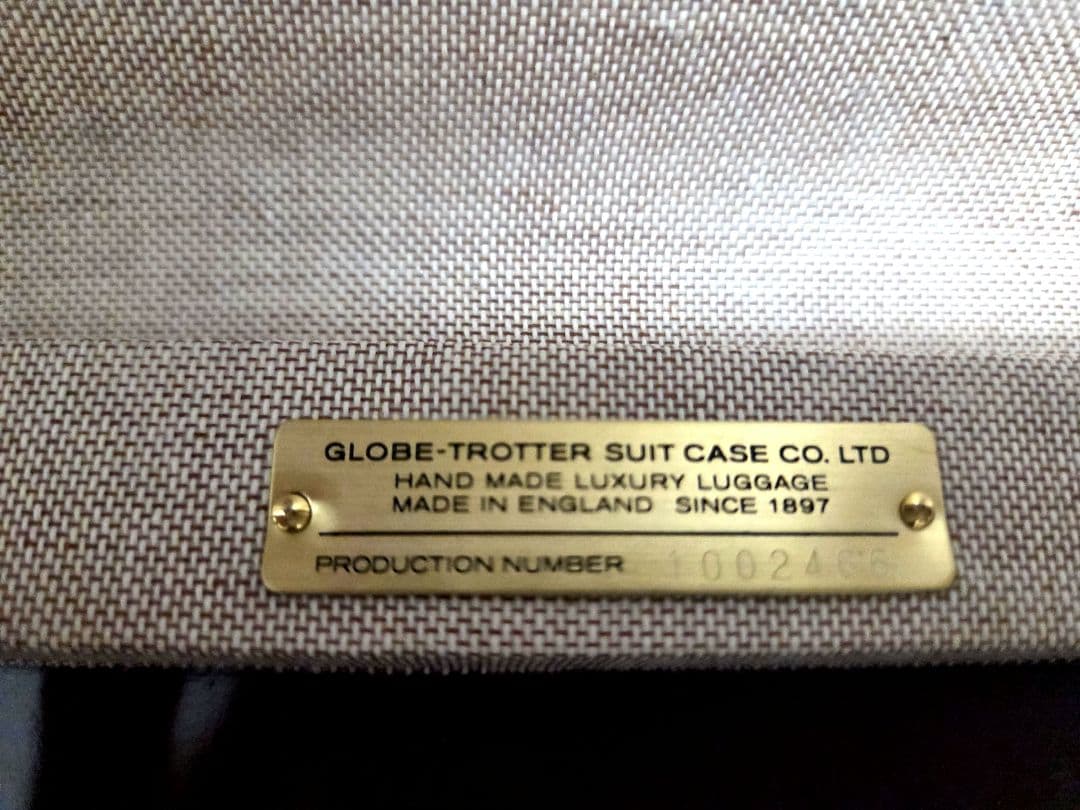 GLOBE-TROTTER SUIT CASE CO. LTD
HAND MADE LUXURY LUGGAGE
MADE IN ENGLAND SINCE 1897
PRODUCTION NUMBER